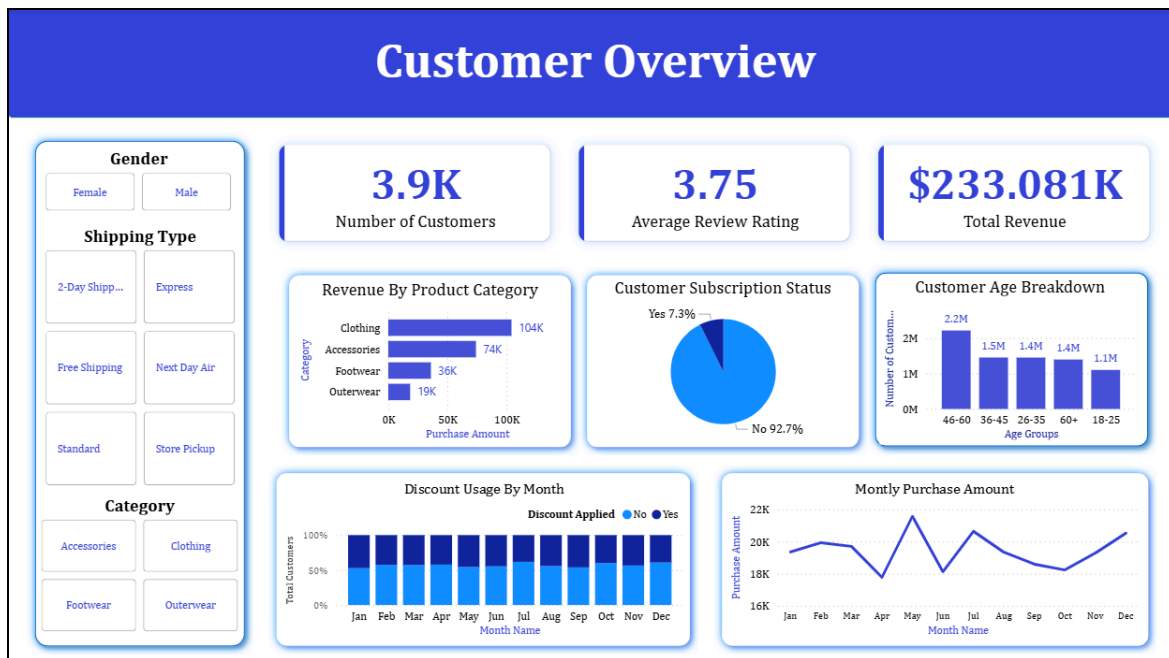 Customer Overview
Gender
Female
Male
Shipping Type
2-Day Shipp...
Express
Free Shipping
Next Day Air
Standard
Store Pickup
Category
Accessories
Clothing
Footwear
Outerwear
3.9K
Number of Customers
3.75
Average Review Rating
$233.081K
Total Revenue
Revenue By Product Category
Category
Clothing
104K
Accessories
74K
Footwear
36K
Outerwear
19K
0K
50K
100K
Purchase Amount
Customer Subscription Status
Yes 7.3%
No 92.7%
Customer Age Breakdown
Number of Custom...
2M
1M
0M
2.2M
1.5M
1.4M
1.4M
1.1M
46-60
36-45
26-35
60+
18-25
Age Groups
Discount Usage By Month
Discount Applied
No
Yes
Total Customers
100%
50%
0%
Jan
Feb
Mar
Apr
May
Jun
Jul
Aug
Sep
Oct
Nov
Dec
Month Name
Montly Purchase Amount
Purchase Amount
22K
20K
18K
16K
Jan
Feb
Mar
Apr
May
Jun
Jul
Aug
Sep
Oct
Nov
Dec
Month Name